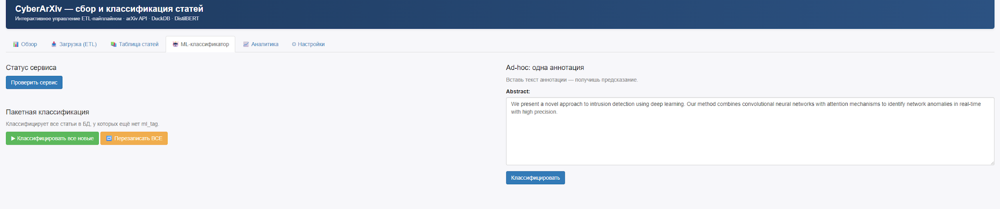 CyberArXiv — сбор и классификация статей
Интерактивное управление ETL-пайплайном · arXiv API · DuckDB · DistilBERT
Обзор
Загрузка (ETL)
Таблица статей
ML-классификатор
Аналитика
Настройки
Статус сервиса
Проверить сервис
Пакетная классификация
Классифицирует все статьи в БД, у которых ещё нет ml_tag.
Классифицировать все новые
Перезаписать ВСЕ
Ad-hoc: одна аннотация
Вставь текст аннотации — получишь предсказание.
Abstract:
We present a novel approach to intrusion detection using deep learning. Our method combines convolutional neural networks with attention mechanisms to identify network anomalies in real-time
with high precision.
Классифицировать